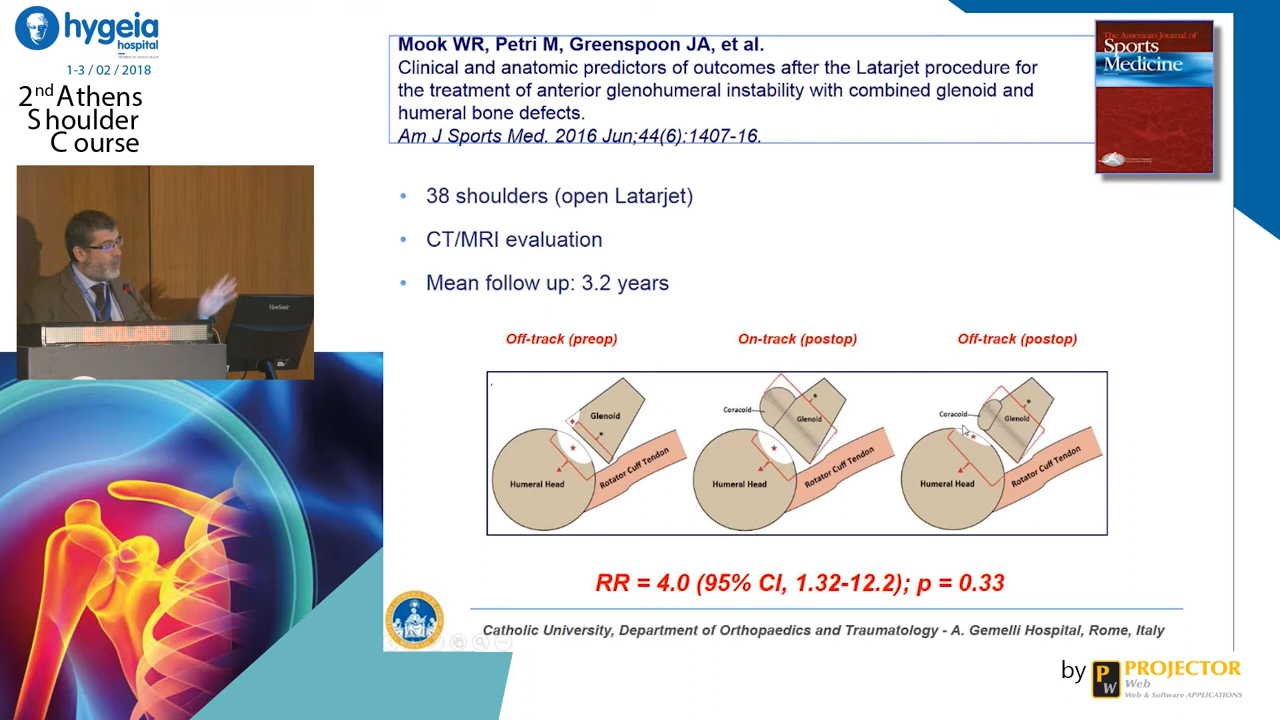 hygeia
hospital
1-3 / 02 / 2018
2nd Athens
Shoulder
Course
Mook WR, Petri M, Greenspoon JA, et al.
Clinical and anatomic predictors of outcomes after the Latarjet procedure for
the treatment of anterior glenohumeral instability with combined glenoid and
humeral bone defects.
Am J Sports Med. 2016 Jun;44(6):1407-16.
The American Journal of
Sports
Medicine
• 38 shoulders (open Latarjet)
• CT/MRI evaluation
• Mean follow up: 3.2 years
Off-track (preop)
On-track (postop)
Off-track (postop)
Glenoid
Humeral Head
Rotator Cuff Tendon
Coracoid
Glenoid
Humeral Head
Rotator Cuff Tendon
Coracoid
Glenoid
Humeral Head
Rotator Cuff Tendon
RR = 4.0 (95% CI, 1.32-12.2); p = 0.33
Catholic University, Department of Orthopaedics and Traumatology - A. Gemelli Hospital, Rome, Italy
by
PW
PROJECTOR
Web
Web & Software APPLICATIONS